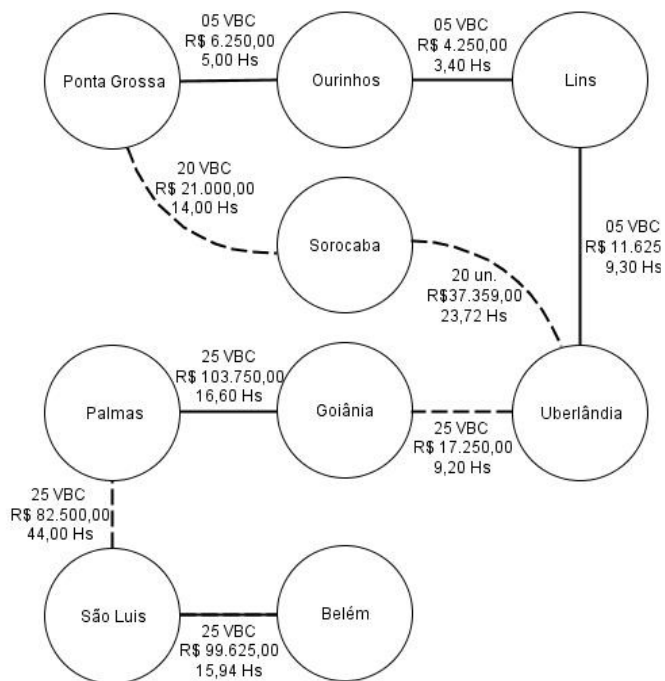 05 VBC
R$ 6.250,00
5,00 Hs
05 VBC
R$ 4.250,00
3,40 Hs
Ponta Grossa
Ourinhos
Lins
20 VBC
R$ 21.000,00
14,00 Hs
Sorocaba
05 VBC
R$ 11.625
9,30 Hs
20 un.
R$37.359,00
23,72 Hs
25 VBC
R$ 103.750,00
16,60 Hs
Palmas
Goiânia
Uberlândia
25 VBC
R$ 17.250,00
9,20 Hs
25 VBC
R$ 82.500,00
44,00 Hs
São Luis
Belém
25 VBC
R$ 99.625,00
15,94 Hs